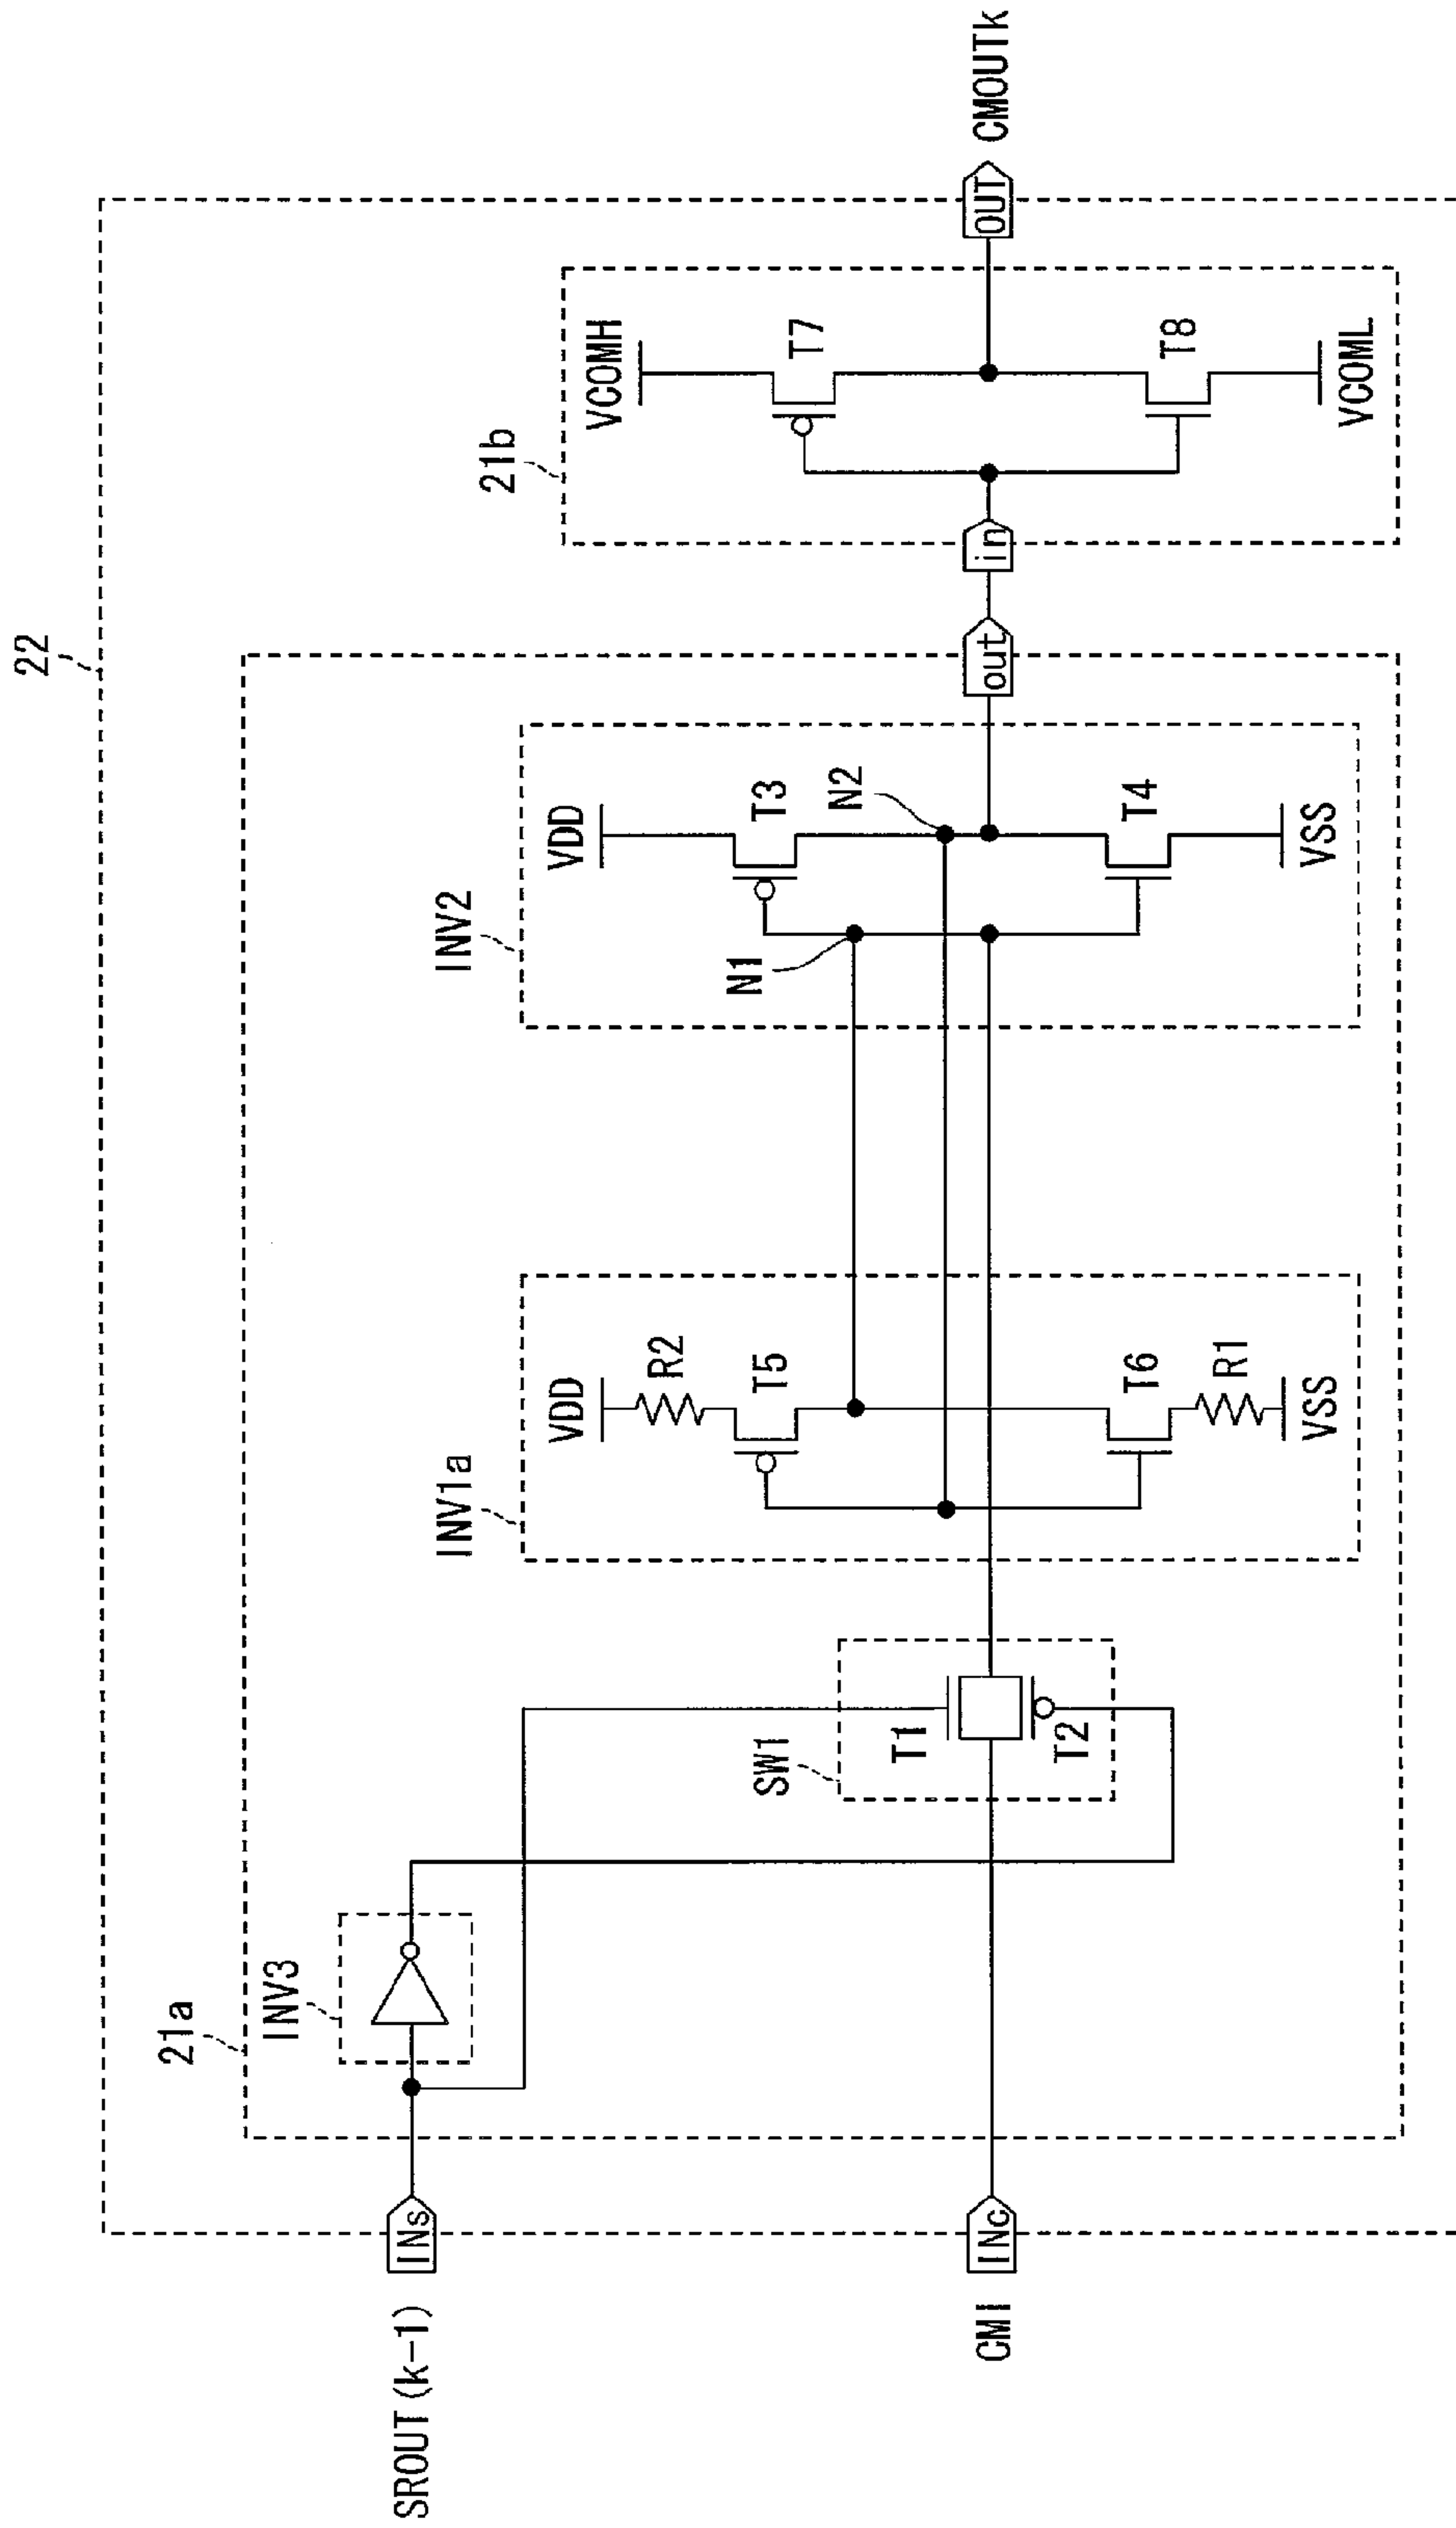 22
21a
INV3
INV1a
INV2
21b
SROUT (k-1)
INs
CMI
INc
SW1
T1
T2
VDD
R2
T5
T6
R1
VSS
VDD
T3
N1
N2
T4
VSS
out
in
VCOMH
T7
T8
VCOML
OUT
CMOUTk